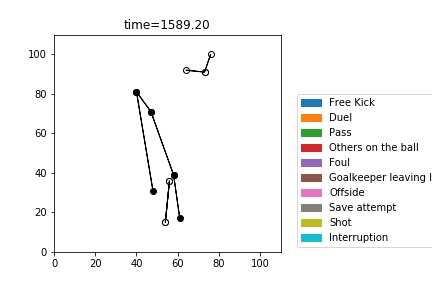 time=1589.20
100
80
60
40
20
0
0 20 40 60 80 100
Free Kick
Duel
Pass
Others on the ball
Foul
Goalkeeper leaving l
Offside
Save attempt
Shot
Interruption